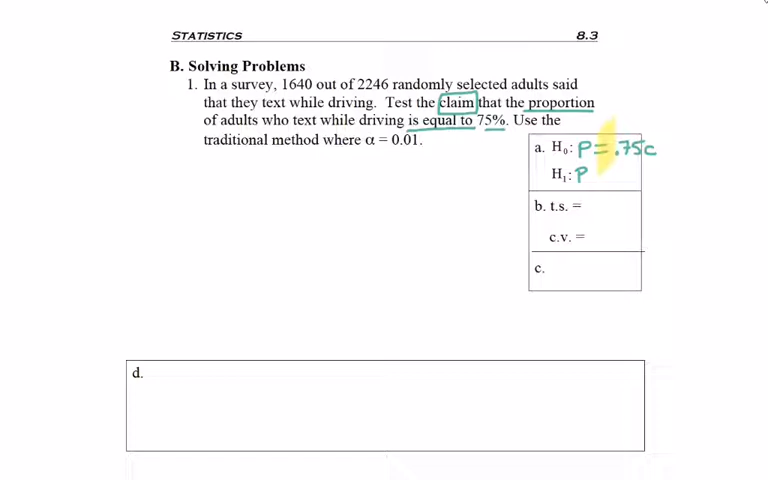 STATISTICS 8.3
B. Solving Problems
1. In a survey, 1640 out of 2246 randomly selected adults said
that they text while driving. Test the claim that the proportion
of adults who text while driving is equal to 75%. Use the
traditional method where α = 0.01.
a. H₀: P = .75c
H₁: P
b. t.s. =
c.v. =
c.
d.